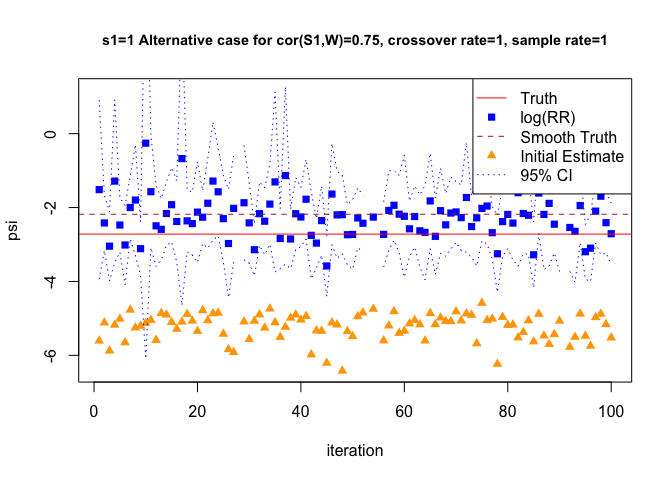 s1=1 Alternative case for cor(S1,W)=0.75, crossover rate=1, sample rate=1
Truth
log(RR)
Smooth Truth
Initial Estimate
95% CI
psi
0
-2
-4
-6
0 20 40 60 80 100
iteration